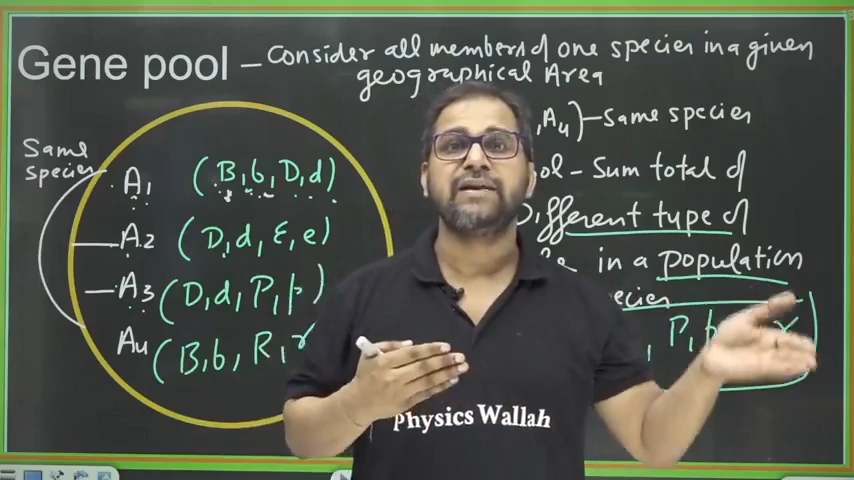 Gene pool – Consider all members of one species in a given
geographical Area
Same
species
A1 (B,b,D,d)
A2 (D,d,E,e)
A3 (D,d,P,p)
A4 (B,b,R,r
,A4) – Same species
– Sum total of
Different type of
in a population
, P,p
Physics Wallah